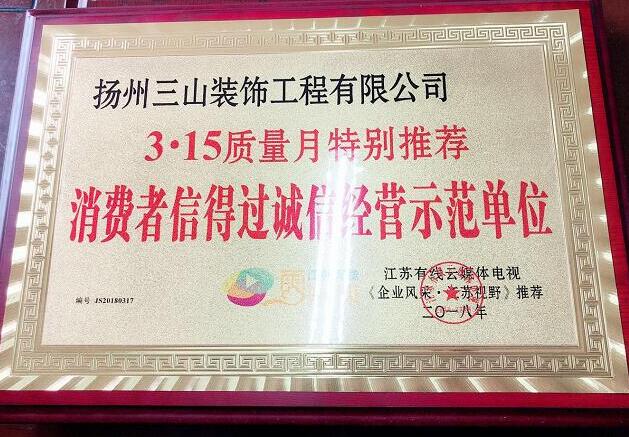 扬州三山装饰工程有限公司
3·15质量月特别推荐
消费者信得过诚信经营示范单位
江苏有线云媒体电视
《企业风采·江苏视野》推荐
二〇一八年
编号 JS20180317